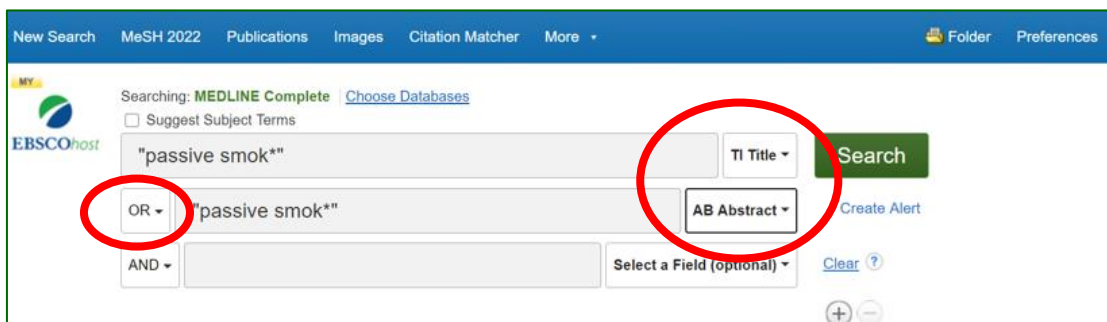 New Search MeSH 2022 Publications Images Citation Matcher More Folder Preferences
MY
Searching: MEDLINE Complete Choose Databases
Suggest Subject Terms
EBSCOhost
"passive smok*" TI Title Search
OR "passive smok*" AB Abstract Create Alert
AND Select a Field (optional) Clear ?